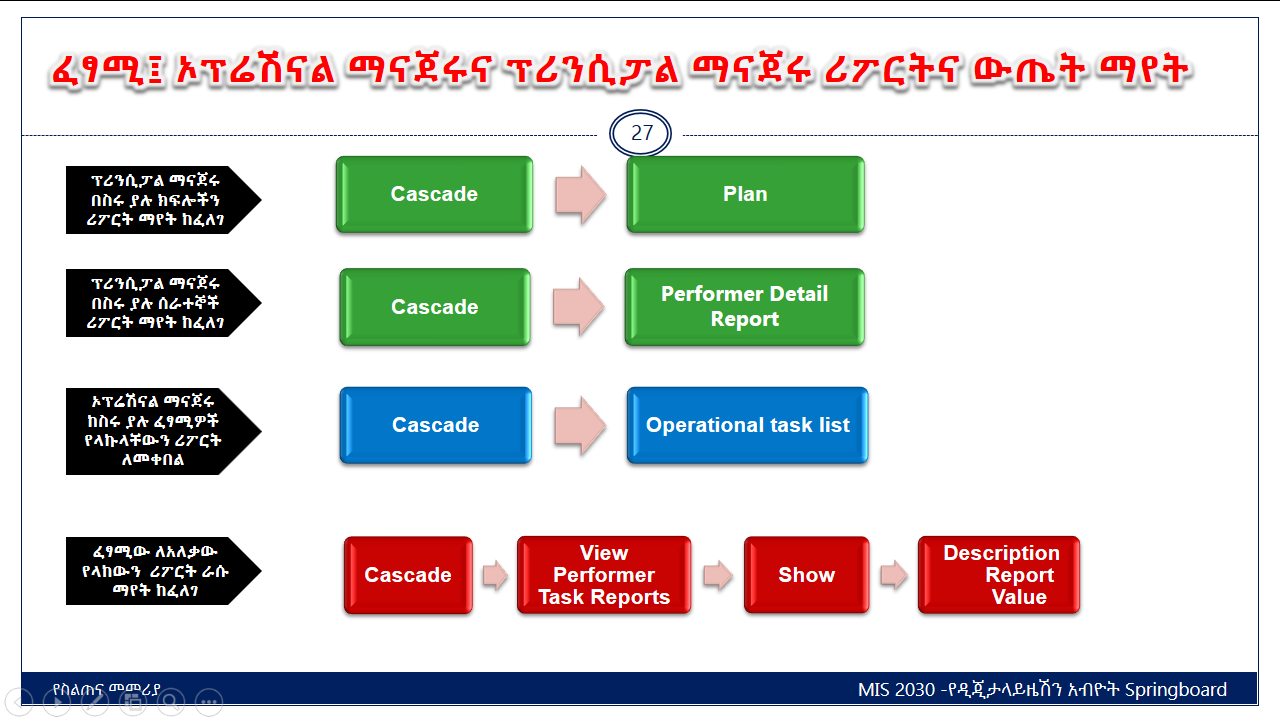 ፈፃሚ፤ ኦፕሬሽናል ማናጀሩና ፕሪንሲፓል ማናጀሩ ሪፖርትና ውጤት ማየት
27
ፕሪንሲፓል ማናጀሩ
በስሩ ያሉ ክፍሎችን
ሪፖርት ማየት ከፈለገ
Cascade
Plan
ፕሪንሲፓል ማናጀሩ
በስሩ ያሉ ሰራተኞች
ሪፖርት ማየት ከፈለገ
Cascade
Performer Detail
Report
ኦፕሬሽናል ማናጀሩ
ከስሩ ያሉ ፈፃሚዎች
የላኩላቸውን ሪፖርት
ለመቀበል
Cascade
Operational task list
ፈፃሚው ለአለቃው
የላከውን ሪፖርት ራሱ
ማየት ከፈለገ
Cascade
View
Performer
Task Reports
Show
Description
Report
Value
የስልጠና መመሪያ
MIS 2030 -የዲጂታላይዜሽን አብዮት Springboard